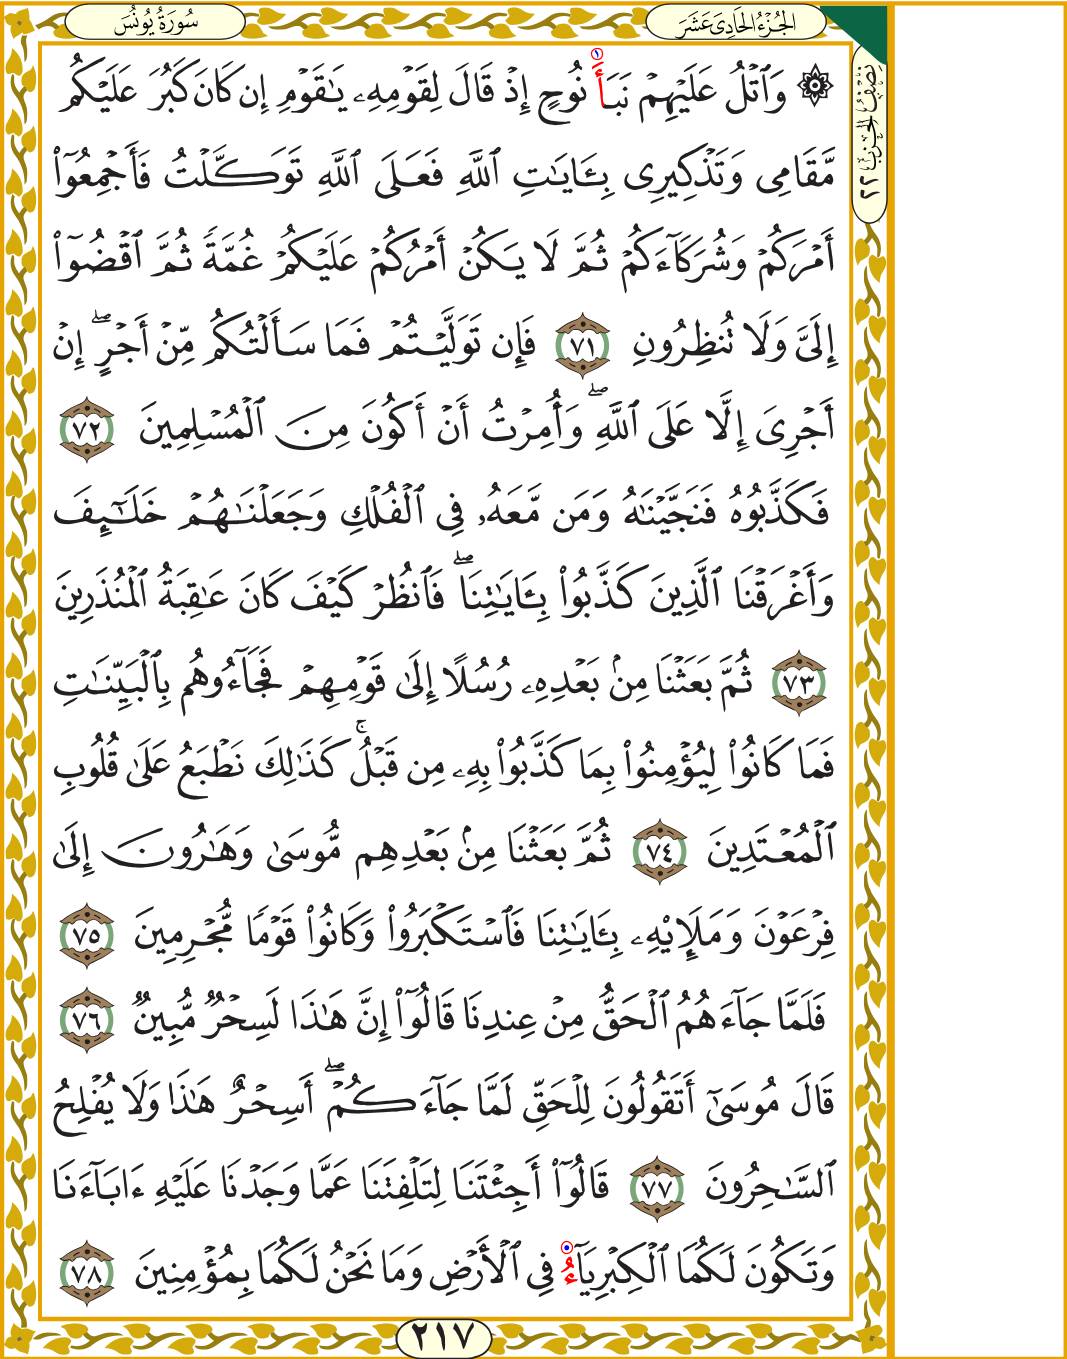 سُورَةُ يُونُسَ
الجُزْءُ الحَادِىَ عَشَرَ
نِصْفُ الحِزْبِ ٢٢
۞ وَٱتْلُ عَلَيْهِمْ نَبَأَ نُوحٍ إِذْ قَالَ لِقَوْمِهِۦ يَٰقَوْمِ إِن كَانَ كَبُرَ عَلَيْكُم
مَّقَامِى وَتَذْكِيرِى بِـَٔايَٰتِ ٱللَّهِ فَعَلَى ٱللَّهِ تَوَكَّلْتُ فَأَجْمِعُوٓا۟
أَمْرَكُمْ وَشُرَكَآءَكُمْ ثُمَّ لَا يَكُنْ أَمْرُكُمْ عَلَيْكُمْ غُمَّةً ثُمَّ ٱقْضُوٓا۟
إِلَىَّ وَلَا تُنظِرُونِ ٧١ فَإِن تَوَلَّيْتُمْ فَمَا سَأَلْتُكُم مِّنْ أَجْرٍ ۖ إِنْ
أَجْرِىَ إِلَّا عَلَى ٱللَّهِ ۖ وَأُمِرْتُ أَنْ أَكُونَ مِنَ ٱلْمُسْلِمِينَ ٧٢
فَكَذَّبُوهُ فَنَجَّيْنَٰهُ وَمَن مَّعَهُۥ فِى ٱلْفُلْكِ وَجَعَلْنَٰهُمْ خَلَٰٓئِفَ
وَأَغْرَقْنَا ٱلَّذِينَ كَذَّبُوا۟ بِـَٔايَٰتِنَا ۖ فَٱنظُرْ كَيْفَ كَانَ عَٰقِبَةُ ٱلْمُنذَرِينَ
٧٣ ثُمَّ بَعَثْنَا مِنۢ بَعْدِهِۦ رُسُلًا إِلَىٰ قَوْمِهِمْ فَجَآءُوهُم بِٱلْبَيِّنَٰتِ
فَمَا كَانُوا۟ لِيُؤْمِنُوا۟ بِمَا كَذَّبُوا۟ بِهِۦ مِن قَبْلُ ۚ كَذَٰلِكَ نَطْبَعُ عَلَىٰ قُلُوبِ
ٱلْمُعْتَدِينَ ٧٤ ثُمَّ بَعَثْنَا مِنۢ بَعْدِهِم مُّوسَىٰ وَهَٰرُونَ إِلَىٰ
فِرْعَوْنَ وَمَلَإِي۟هِۦ بِـَٔايَٰتِنَا فَٱسْتَكْبَرُوا۟ وَكَانُوا۟ قَوْمًا مُّجْرِمِينَ ٧٥
فَلَمَّا جَآءَهُمُ ٱلْحَقُّ مِنْ عِندِنَا قَالُوٓا۟ إِنَّ هَٰذَا لَسِحْرٌ مُّبِينٌ ٧٦
قَالَ مُوسَىٰٓ أَتَقُولُونَ لِلْحَقِّ لَمَّا جَآءَكُمْ ۖ أَسِحْرٌ هَٰذَا وَلَا يُفْلِحُ
ٱلسَّٰحِرُونَ ٧٧ قَالُوٓا۟ أَجِئْتَنَا لِتَلْفِتَنَا عَمَّا وَجَدْنَا عَلَيْهِ ءَابَآءَنَا
وَتَكُونَ لَكُمَا ٱلْكِبْرِيَآءُ فِى ٱلْأَرْضِ وَمَا نَحْنُ لَكُمَا بِمُؤْمِنِينَ ٧٨
٢١٧